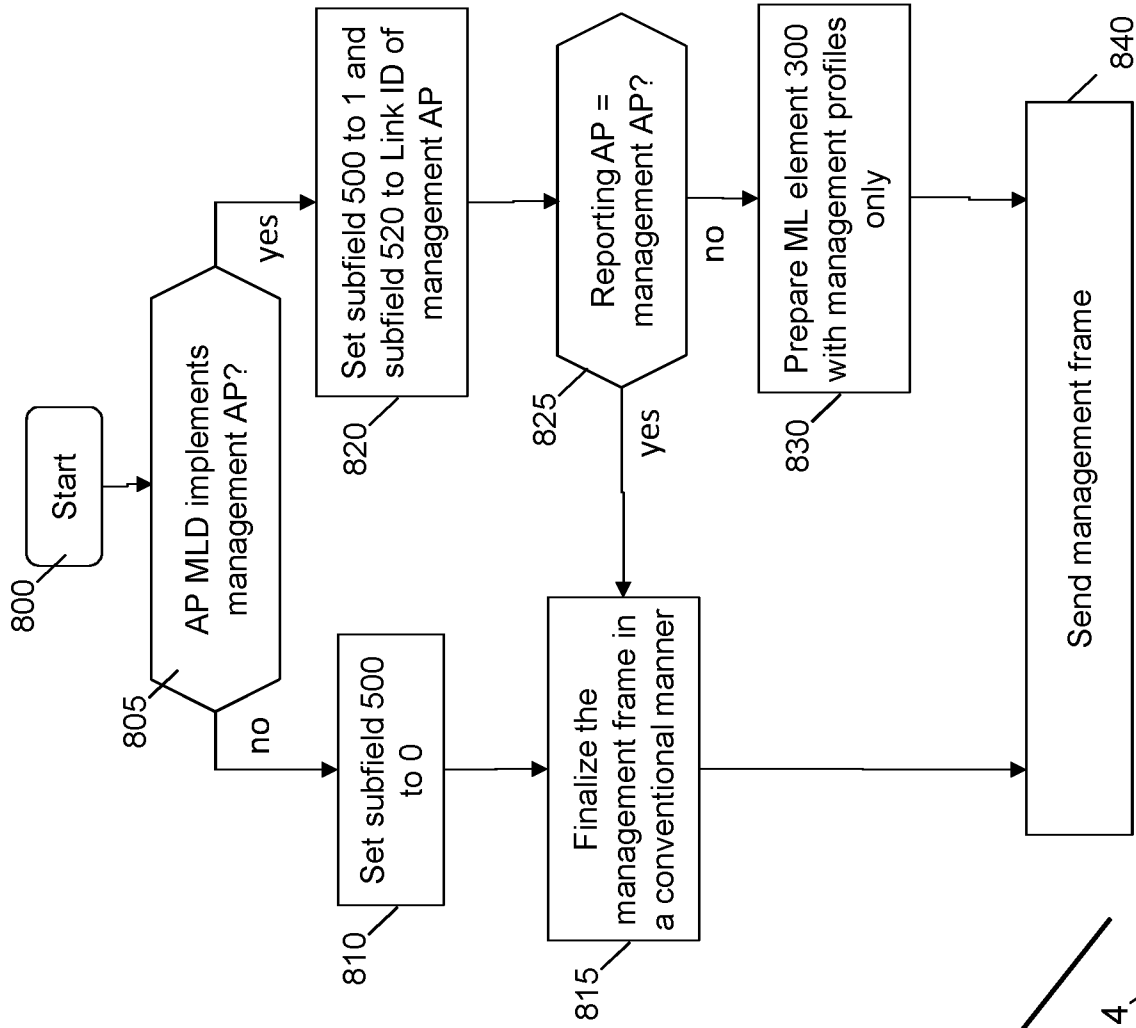 800
Start
805
AP MLD implements
management AP?
no
yes
810
Set subfield 500
to 0
820
Set subfield 500 to 1 and
subfield 520 to Link ID of
management AP
825
Reporting AP =
management AP?
yes
no
815
Finalize the
management frame in
a conventional manner
830
Prepare ML element 300
with management profiles
only
Send management frame
840
4